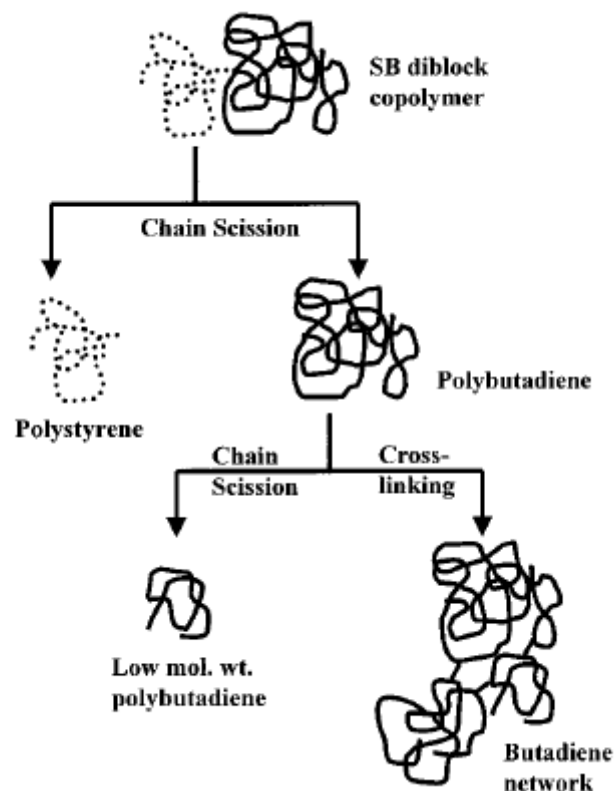 SB diblock
copolymer
Chain Scission
Polystyrene
Polybutadiene
Chain
Scission
Cross-
linking
Low mol. wt.
polybutadiene
Butadiene
network